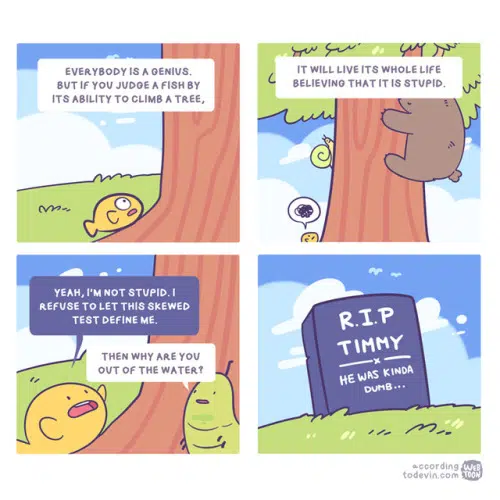 EVERYBODY IS A GENIUS.
BUT IF YOU JUDGE A FISH BY
ITS ABILITY TO CLIMB A TREE,
IT WILL LIVE ITS WHOLE LIFE
BELIEVING THAT IT IS STUPID.
YEAH, I'M NOT STUPID. I
REFUSE TO LET THIS SKEWED
TEST DEFINE ME.
THEN WHY ARE YOU
OUT OF THE WATER?
R.I.P
TIMMY
x
HE WAS KINDA
DUMB...
according
todevin.com
WEB
TOON